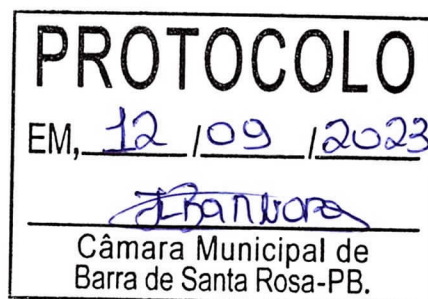 PROTOCOLO
EM, 12 / 09 / 2023
Câmara Municipal de
Barra de Santa Rosa-PB.